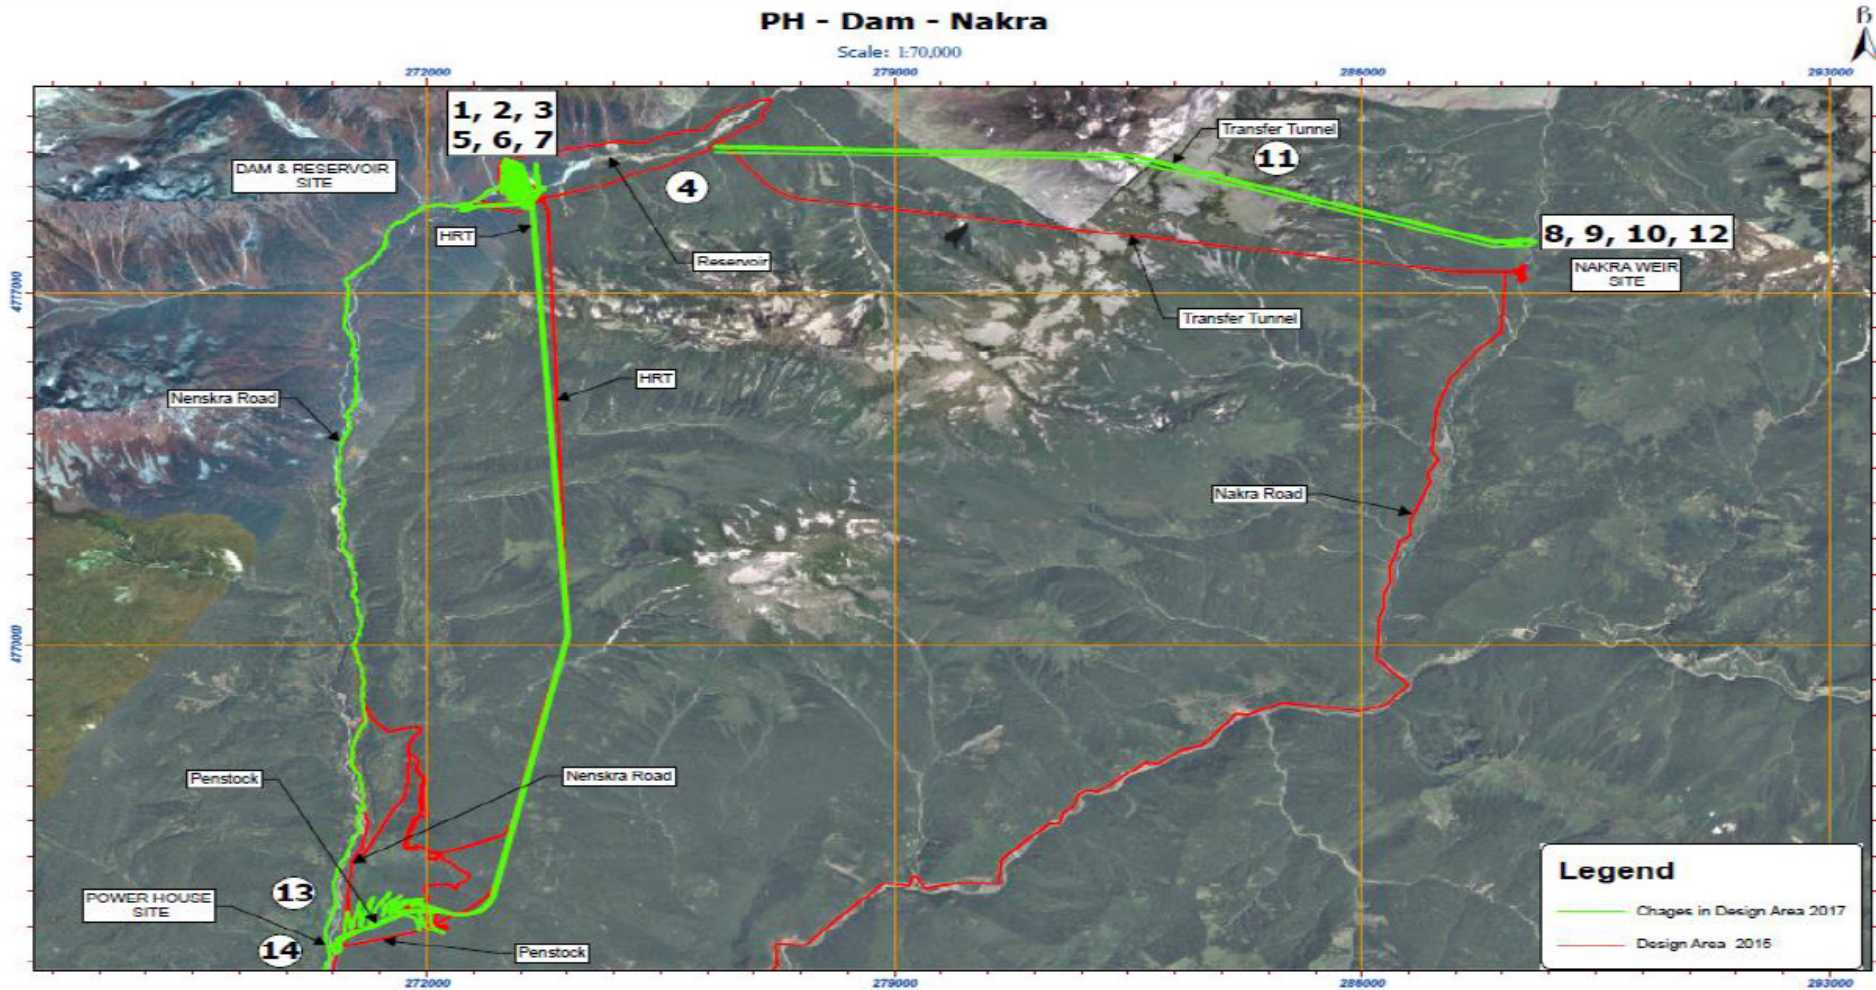 PH - Dam - Nakra
Scale: 1:70,000
272000
279000
286000
293000
1, 2, 3
5, 6, 7
Transfer Tunnel
11
DAM & RESERVOIR
SITE
4
HRT
Reservoir
8, 9, 10, 12
NAKRA WEIR
SITE
4777000
Transfer Tunnel
HRT
Nenskra Road
Nakra Road
4770000
Penstock
Nenskra Road
13
POWER HOUSE
SITE
14
Penstock
Legend
Chages in Design Area 2017
Design Area 2015
272000
279000
286000
293000